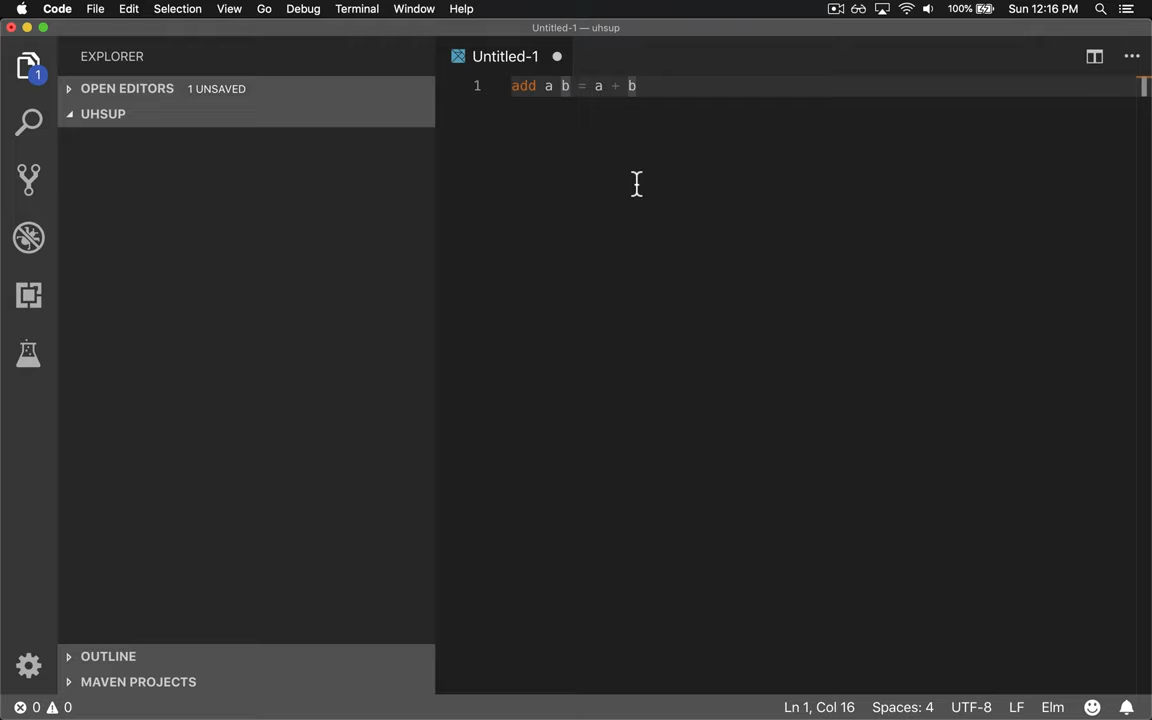 Code File Edit Selection View Go Debug Terminal Window Help 100% Sun 12:16 PM
Untitled-1 — uhsup
EXPLORER
Untitled-1
1
OPEN EDITORS 1 UNSAVED
1 add a b = a + b
UHSUP
OUTLINE
MAVEN PROJECTS
0 0 Ln 1, Col 16 Spaces: 4 UTF-8 LF Elm